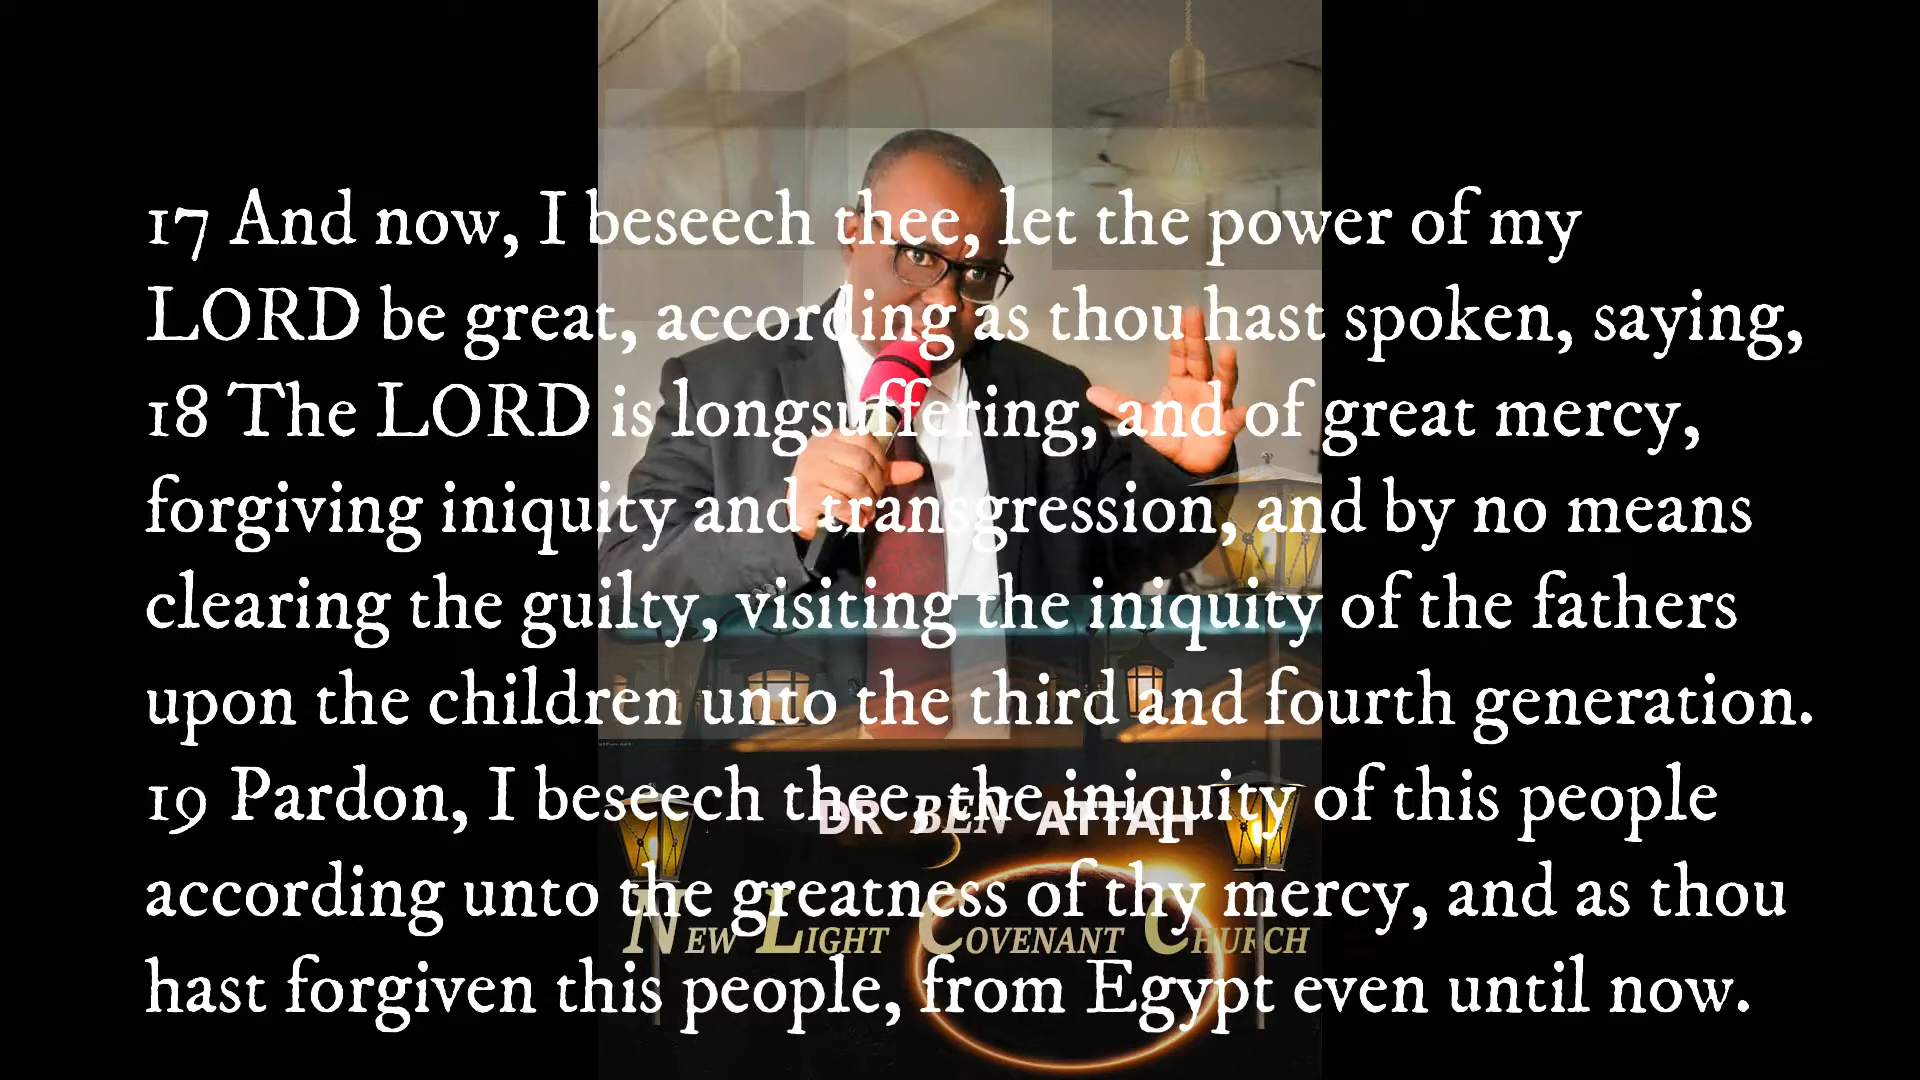 17 And now, I beseech thee, let the power of my
LORD be great, according as thou hast spoken, saying,
18 The LORD is longsuffering, and of great mercy,
forgiving iniquity and transgression, and by no means
clearing the guilty, visiting the iniquity of the fathers
upon the children unto the third and fourth generation.
19 Pardon, I beseech thee, the iniquity of this people
according unto the greatness of thy mercy, and as thou
hast forgiven this people, from Egypt even until now.
DR BEN ATTAH
NEW LIGHT COVENANT CHURCH